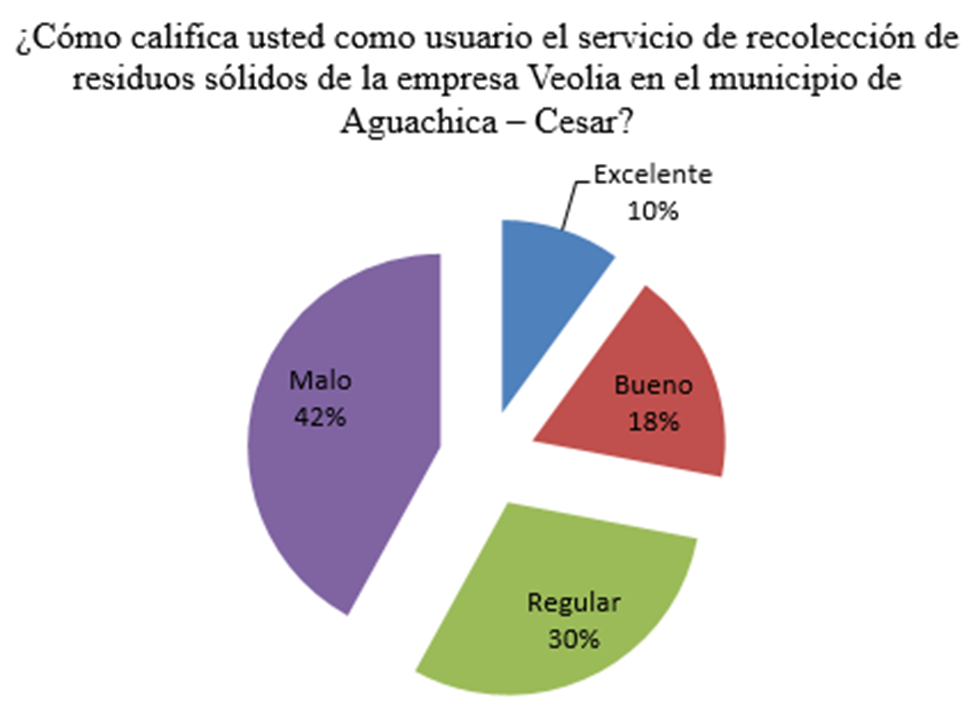 ¿Cómo califica usted como usuario el servicio de recolección de
residuos sólidos de la empresa Veolia en el municipio de
Aguachica – Cesar?
Excelente
10%
Bueno
18%
Regular
30%
Malo
42%